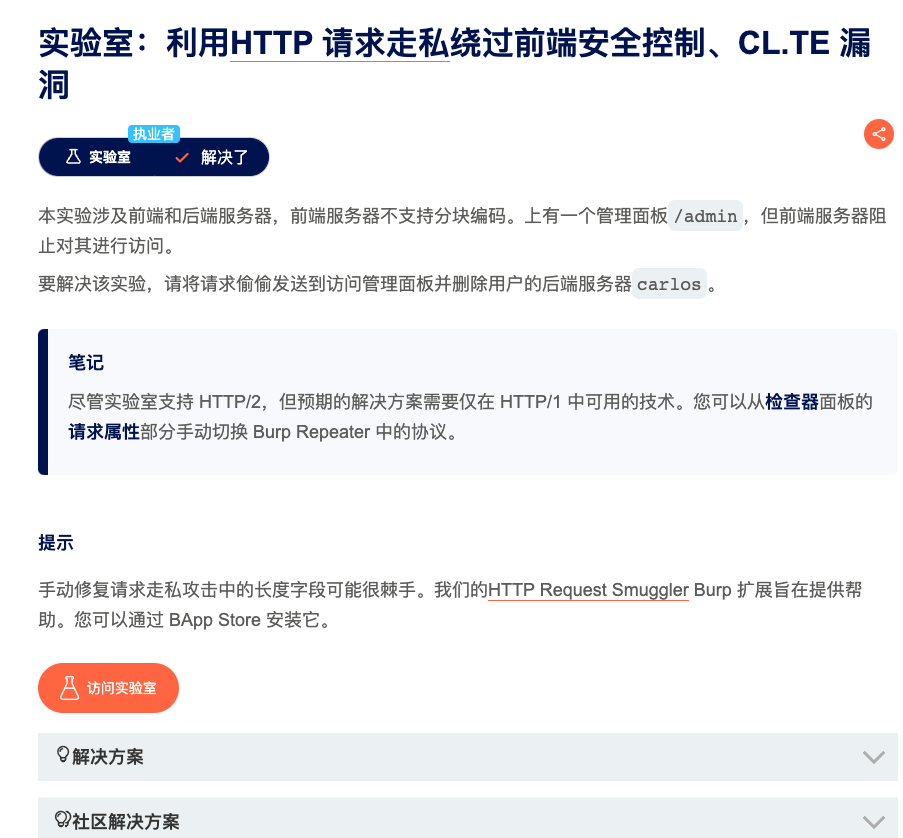 实验室：利用HTTP 请求走私绕过前端安全控制、CL.TE 漏
洞
执业者
实验室 解决了
本实验涉及前端和后端服务器，前端服务器不支持分块编码。上有一个管理面板/admin，但前端服务器阻
止对其进行访问。
要解决该实验，请将请求偷偷发送到访问管理面板并删除用户的后端服务器carlos。
笔记
尽管实验室支持 HTTP/2，但预期的解决方案需要仅在 HTTP/1 中可用的技术。您可以从检查器面板的
请求属性部分手动切换 Burp Repeater 中的协议。
提示
手动修复请求走私攻击中的长度字段可能很棘手。我们的HTTP Request Smuggler Burp 扩展旨在提供帮
助。您可以通过 BApp Store 安装它。
访问实验室
解决方案
社区解决方案